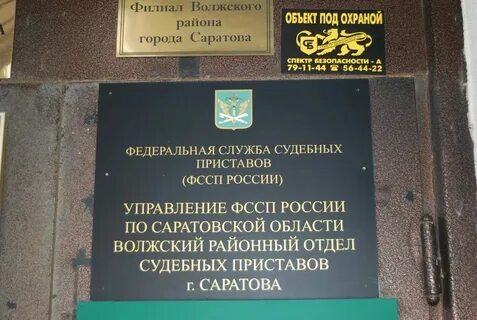 Филиал Волжского
района
города Саратова
ОБЪЕКТ ПОД ОХРАНОЙ
СПЕКТР БЕЗОПАСНОСТИ - А
79-11-44 ☎ 56-44-22
ФЕДЕРАЛЬНАЯ СЛУЖБА СУДЕБНЫХ
ПРИСТАВОВ
(ФССП РОССИИ)
УПРАВЛЕНИЕ ФССП РОССИИ
ПО САРАТОВСКОЙ ОБЛАСТИ
ВОЛЖСКИЙ РАЙОННЫЙ ОТДЕЛ
СУДЕБНЫХ ПРИСТАВОВ
г. САРАТОВА